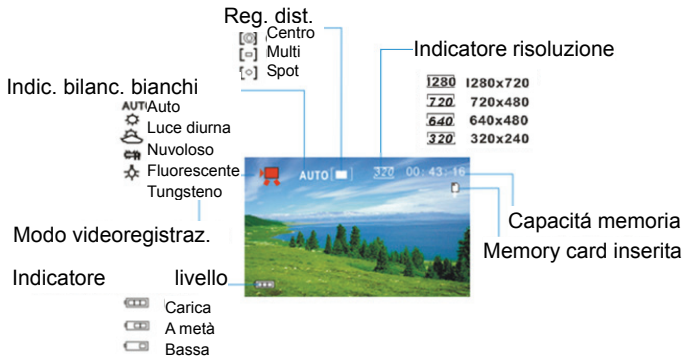 Reg. dist.
Centro
Multi
Spot
Indicatore risoluzione
1280 1280x720
720 720x480
640 640x480
320 320x240
Indic. bilanc. bianchi
AUTO Auto
Luce diurna
Nuvoloso
Fluorescente
Tungsteno
AUTO 320 00:43:16
Modo videoregistraz.
Capacitá memoria
Memory card inserita
Indicatore livello
Carica
A metà
Bassa